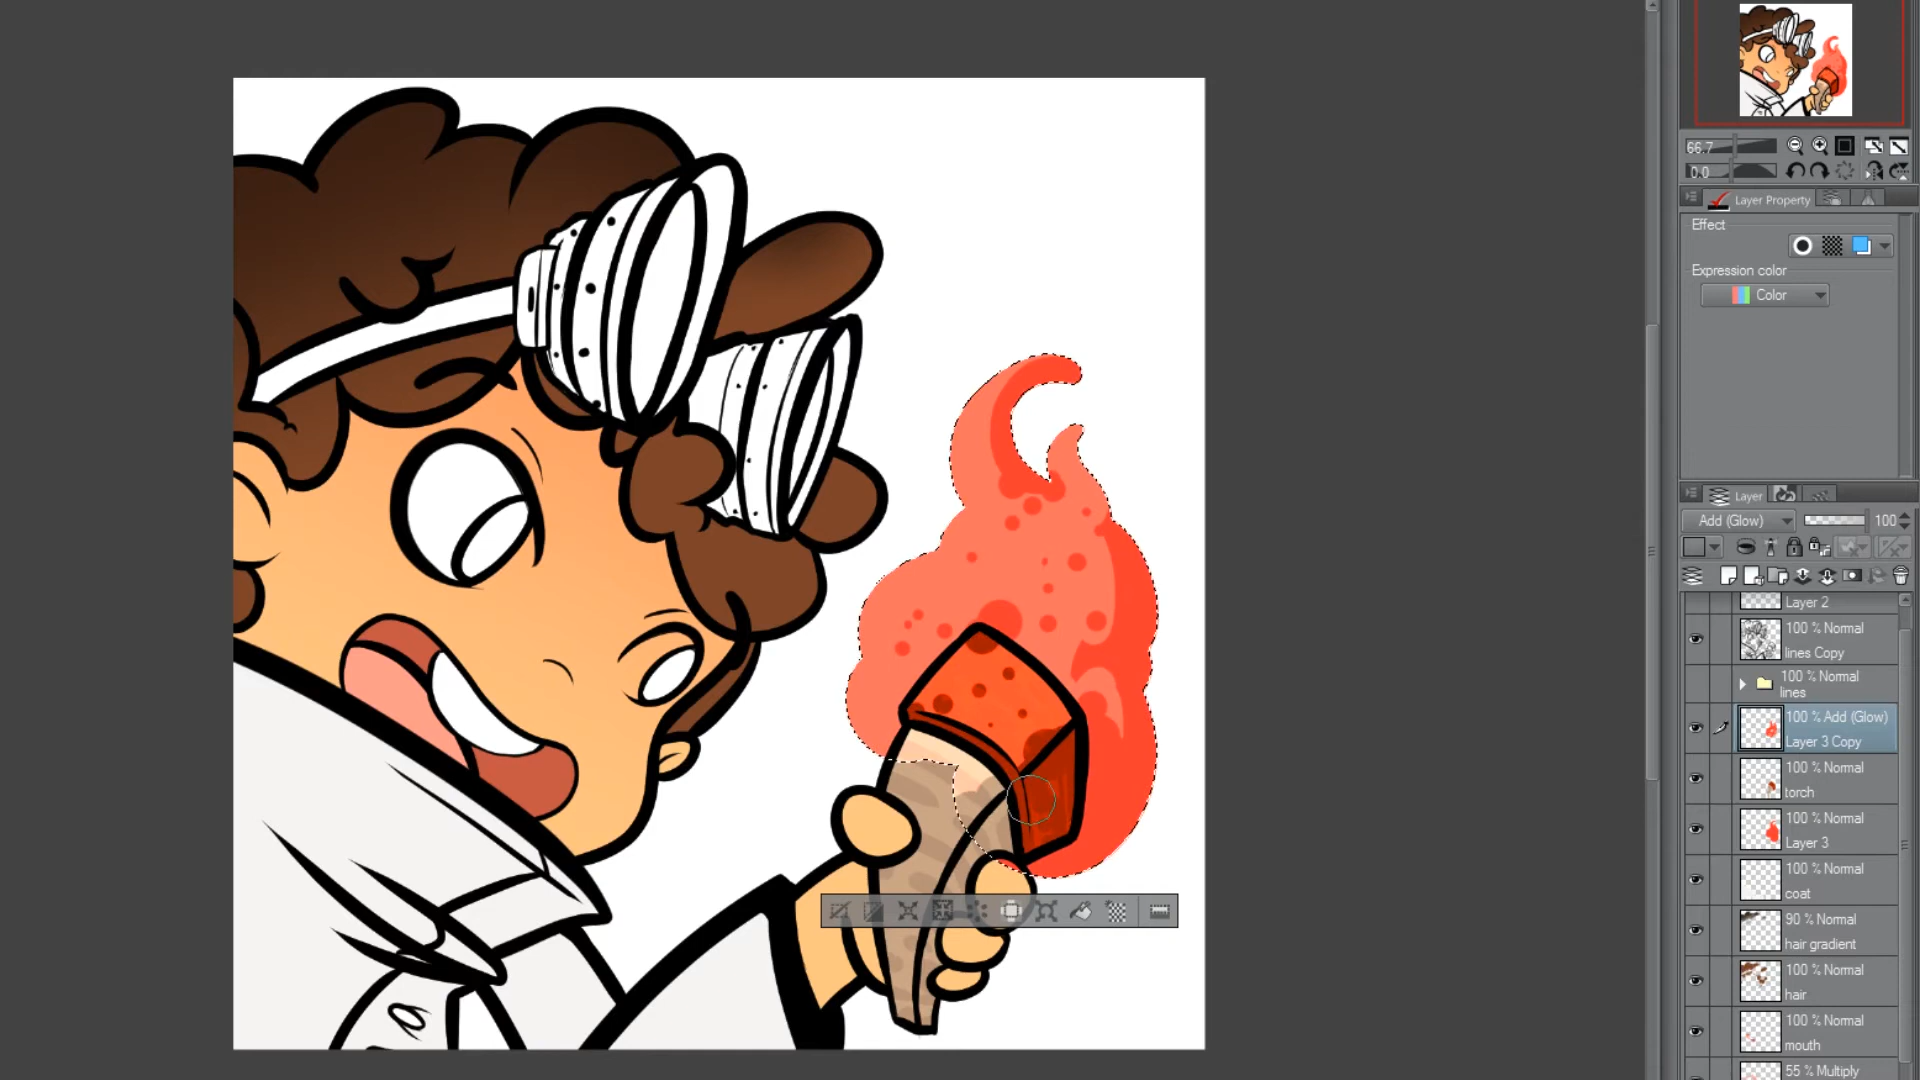 66.7
0.0
Layer Property
Effect
Expression color
Color
Layer
Add (Glow)
100
Layer 2
100 % Normal
lines Copy
100 % Normal
lines
100 % Add (Glow)
Layer 3 Copy
100 % Normal
torch
100 % Normal
Layer 3
100 % Normal
coat
90 % Normal
hair gradient
100 % Normal
hair
100 % Normal
mouth
55 % Multiply